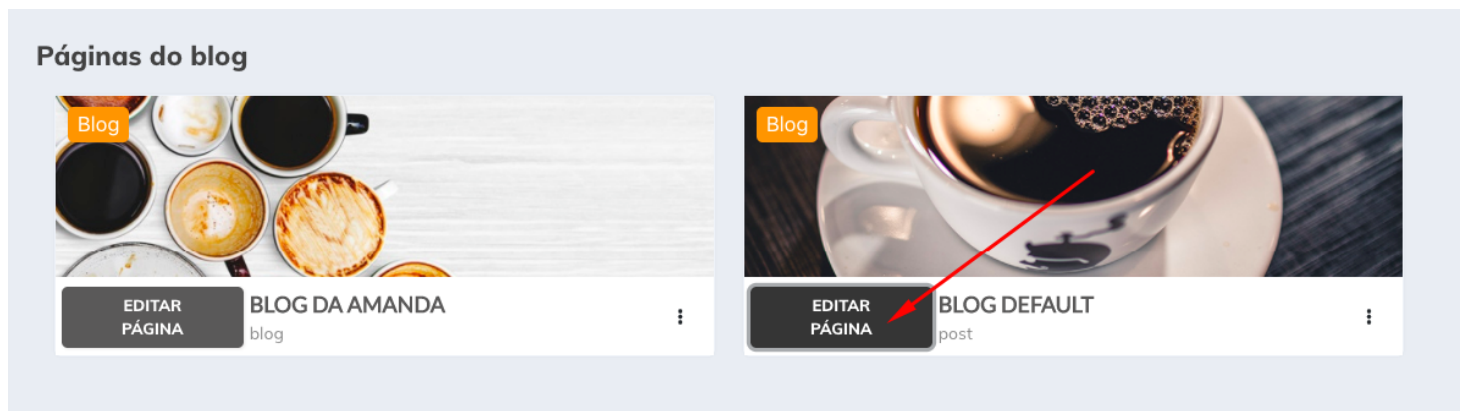 Páginas do blog
Blog
Blog
EDITAR
PÁGINA
BLOG DA AMANDA
blog
EDITAR
PÁGINA
BLOG DEFAULT
post